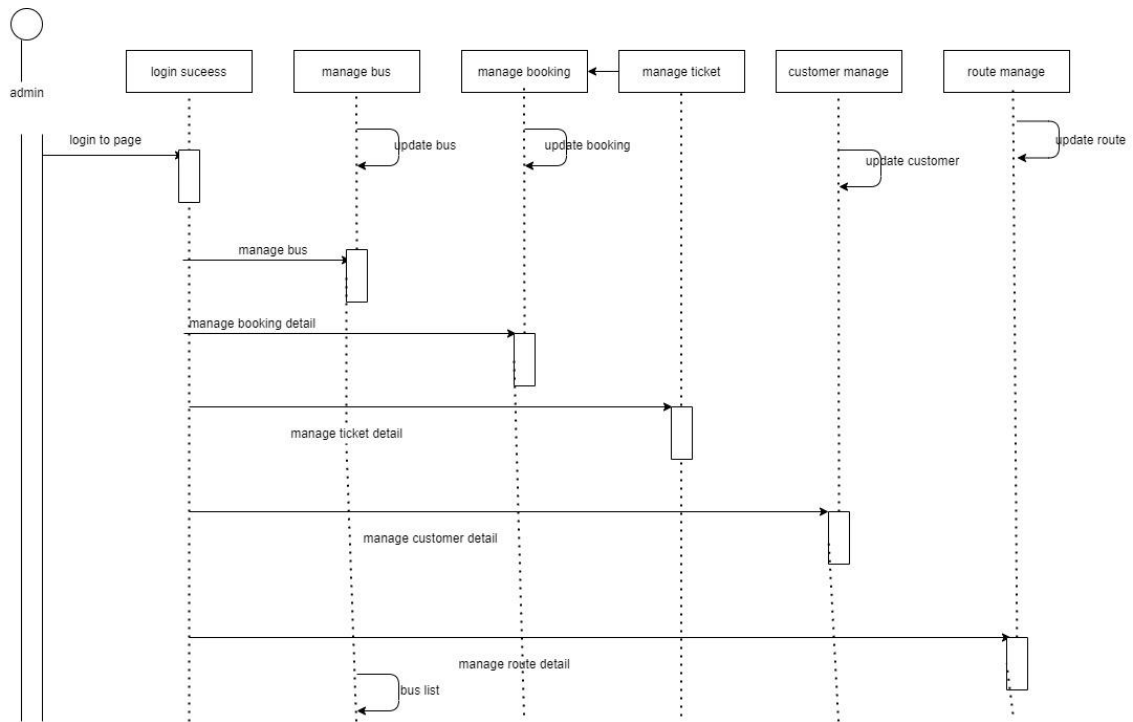 admin
login suceess
manage bus
manage booking
manage ticket
customer manage
route manage
login to page
update bus
update booking
update customer
update route
manage bus
manage booking detail
manage ticket detail
manage customer detail
manage route detail
bus list